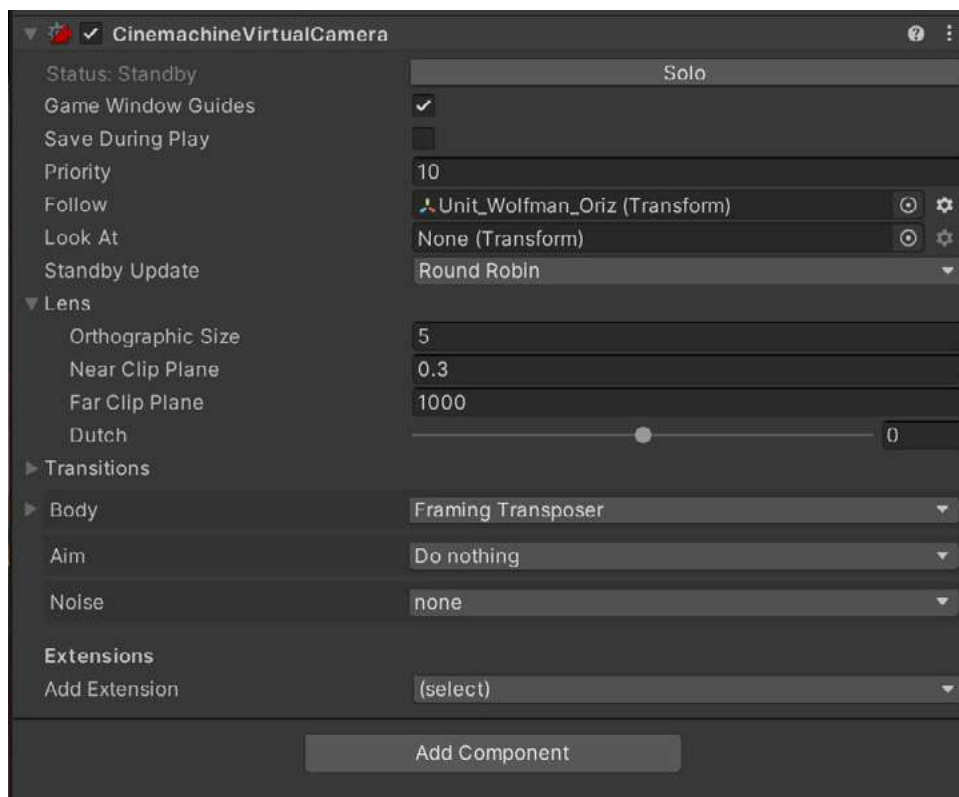 CinemachineVirtualCamera
Status: Standby Solo
Game Window Guides
Save During Play
Priority 10
Follow Unit_Wolfman_Oriz (Transform)
Look At None (Transform)
Standby Update Round Robin
Lens
Orthographic Size 5
Near Clip Plane 0.3
Far Clip Plane 1000
Dutch 0
Transitions
Body Framing Transposer
Aim Do nothing
Noise none
Extensions
Add Extension (select)
Add Component